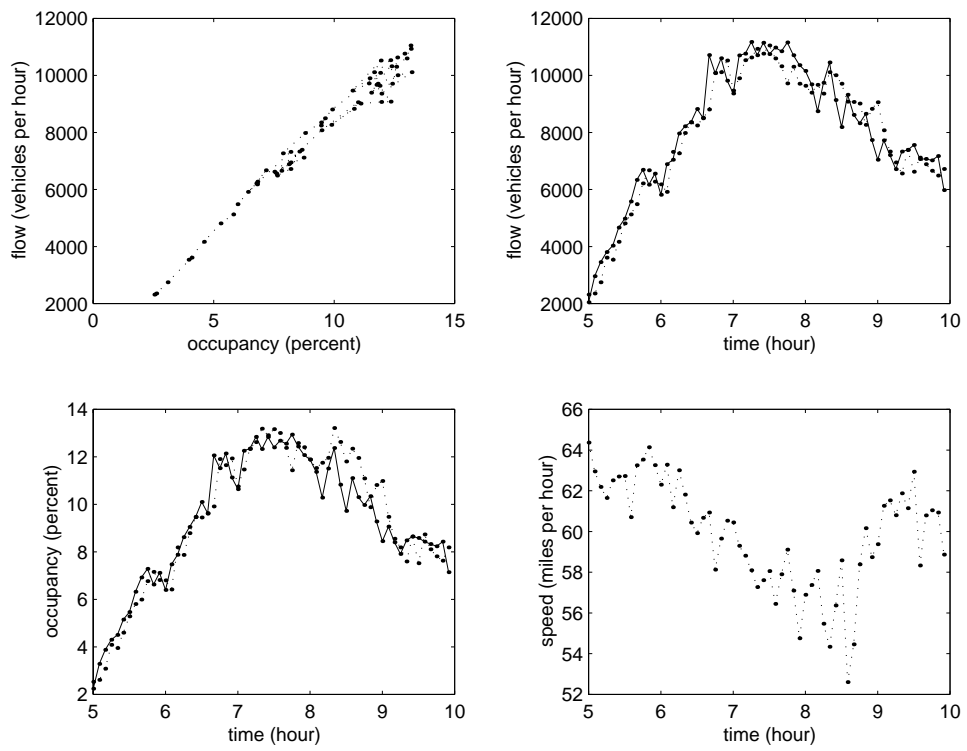 12000
10000
8000
6000
4000
2000
flow (vehicles per hour)
0 5 10 15
occupancy (percent)
12000
10000
8000
6000
4000
2000
flow (vehicles per hour)
5 6 7 8 9 10
time (hour)
14
12
10
8
6
4
2
occupancy (percent)
5 6 7 8 9 10
time (hour)
66
64
62
60
58
56
54
52
speed (miles per hour)
5 6 7 8 9 10
time (hour)